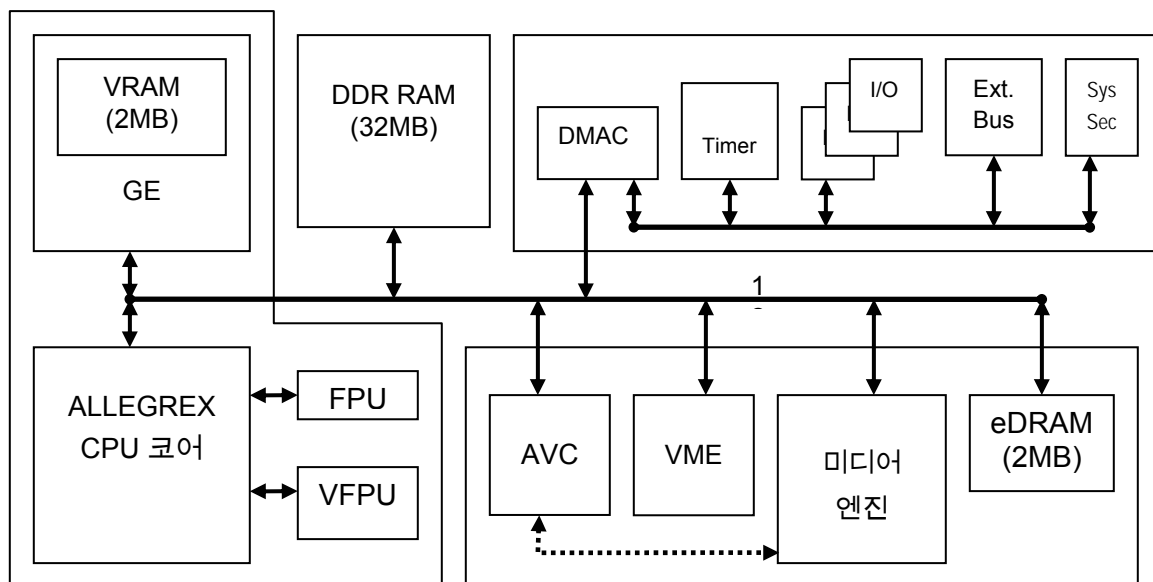 VRAM
(2MB)
GE
DDR RAM
(32MB)
DMAC
Timer
I/O
Ext.
Bus
Sys
Sec
ALLEGREX
CPU 코어
FPU
VFPU
AVC
VME
미디어
엔진
eDRAM
(2MB)